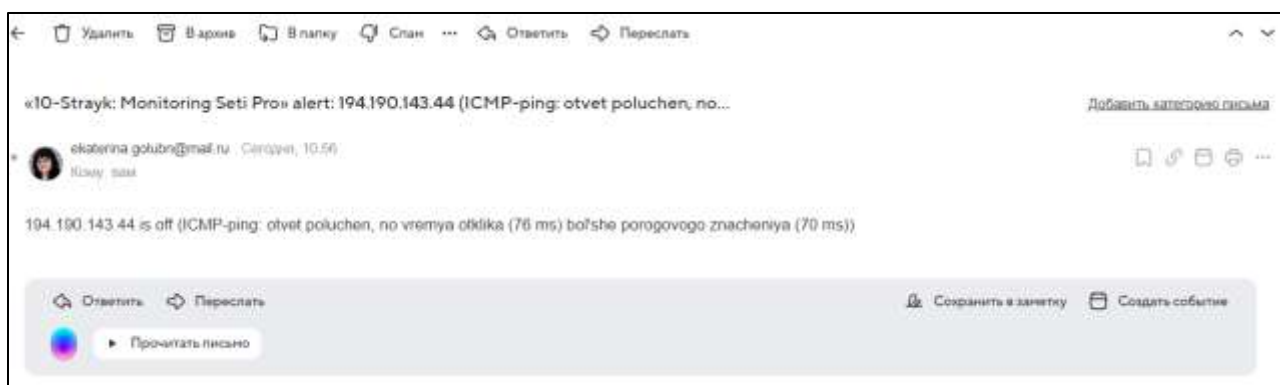 Удалить В архив В папку Спам ... Ответить Переслать
«10-Strayk: Monitoring Seti Pro» alert: 194.190.143.44 (ICMP-ping: otvet poluchen, no...
Добавить категорию письма
ekaterina.golubn@mail.ru Сегодня, 10:56
Кому: вам
194.190.143.44 is off (ICMP-ping: otvet poluchen, no vremya otklika (76 ms) bol'she porogovogo znacheniya (70 ms))
Ответить Переслать Сохранить в заметку Создать событие
Прочитать письмо